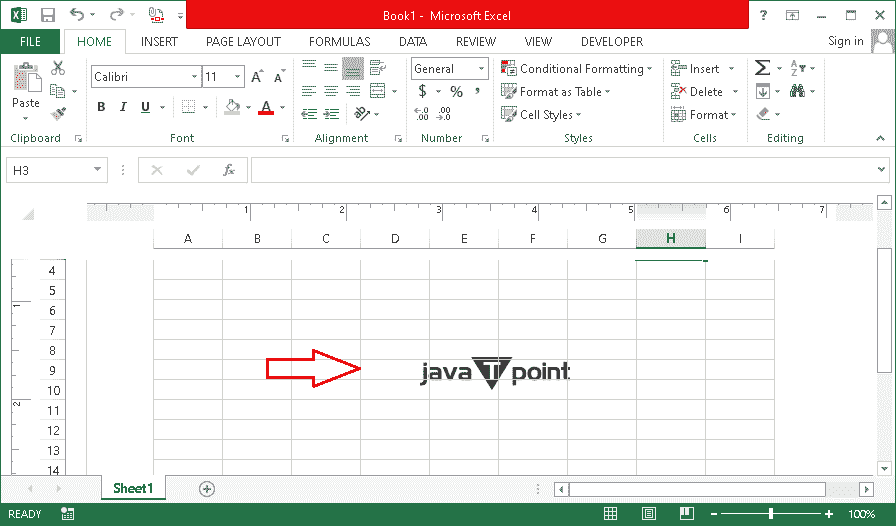 Book1 - Microsoft Excel
?
FILE HOME INSERT PAGE LAYOUT FORMULAS DATA REVIEW VIEW DEVELOPER Sign in
Calibri 11 A A General Conditional Formatting Insert Σ A Z
Paste B I U A $ % , Format as Table Delete
.0 .00 .00 .0 Cell Styles Format
Clipboard Font Alignment Number Styles Cells Editing
H3 fx
1 2 3 4 5 6 7
A B C D E F G H I
4
5
1
6
7
8
9
java T point
10
2
11
12
13
14
Sheet1
READY 100%